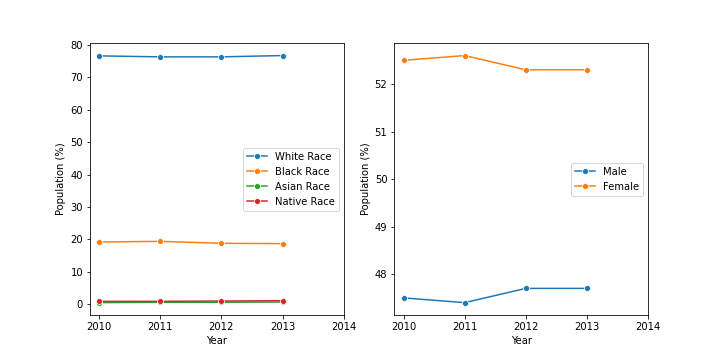 80
70
60
50
40
30
20
10
0
Population (%)
2010 2011 2012 2013 2014
Year
White Race
Black Race
Asian Race
Native Race
52
51
50
49
48
Population (%)
2010 2011 2012 2013 2014
Year
Male
Female